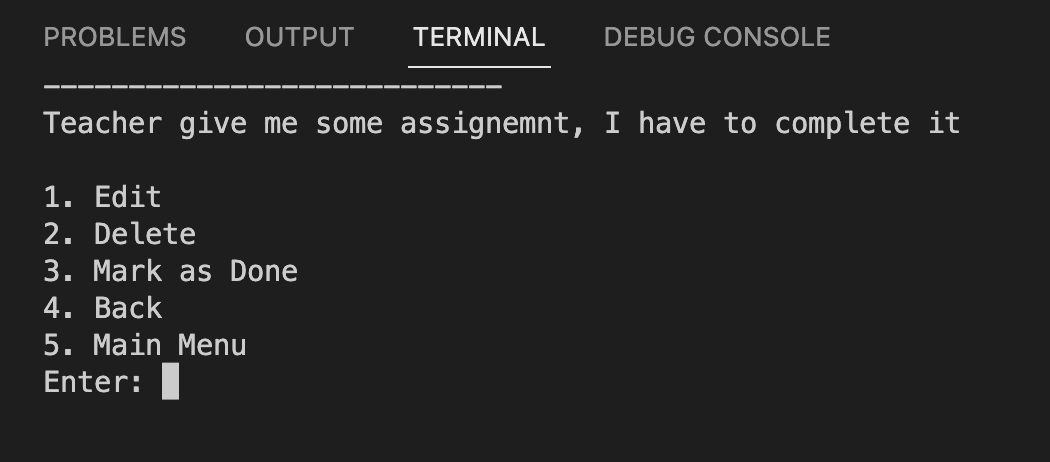 PROBLEMS OUTPUT TERMINAL DEBUG CONSOLE
---------------------------
Teacher give me some assignemnt, I have to complete it
1. Edit
2. Delete
3. Mark as Done
4. Back
5. Main Menu
Enter: